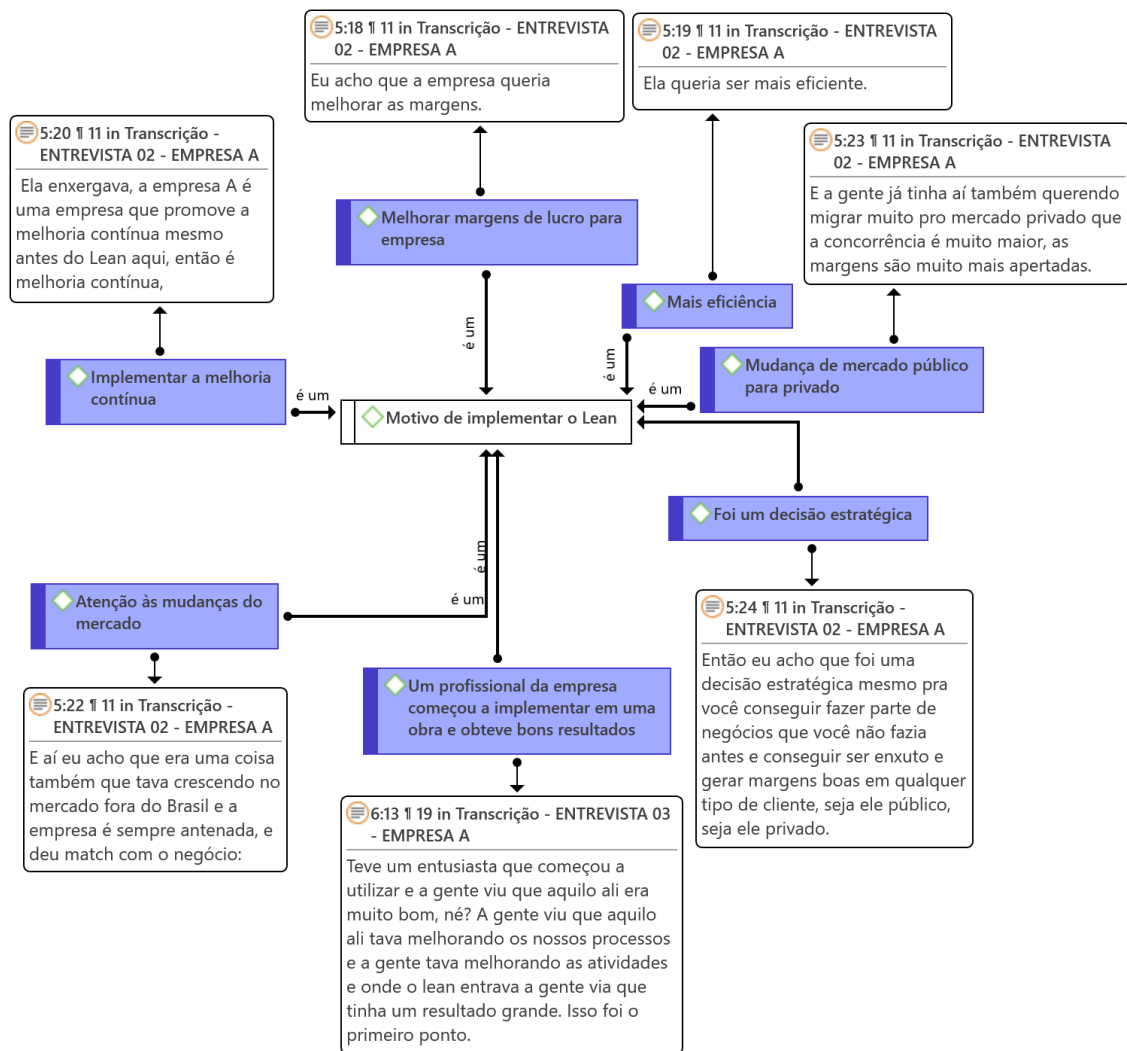 5:18 ¶ 11 in Transcrição - ENTREVISTA
02 - EMPRESA A
Eu acho que a empresa queria
melhorar as margens.
5:19 ¶ 11 in Transcrição - ENTREVISTA
02 - EMPRESA A
Ela queria ser mais eficiente.
5:20 ¶ 11 in Transcrição -
ENTREVISTA 02 - EMPRESA A
Ela enxergava, a empresa A é
uma empresa que promove a
melhoria contínua mesmo
antes do Lean aqui, então é
melhoria contínua,
5:23 ¶ 11 in Transcrição - ENTREVISTA
02 - EMPRESA A
E a gente já tinha aí também querendo
migrar muito pro mercado privado que
a concorrência é muito maior, as
margens são muito mais apertadas.
Melhorar margens de lucro para
empresa
Mais eficiência
é um
é um
Implementar a melhoria
contínua
é um
Mudança de mercado público
para privado
é um
Motivo de implementar o Lean
Foi um decisão estratégica
é um
é um
Atenção às mudanças do
mercado
5:24 ¶ 11 in Transcrição -
ENTREVISTA 02 - EMPRESA A
Então eu acho que foi uma
decisão estratégica mesmo pra
você conseguir fazer parte de
negócios que você não fazia
antes e conseguir ser enxuto e
gerar margens boas em qualquer
tipo de cliente, seja ele público,
seja ele privado.
Um profissional da empresa
começou a implementar em uma
obra e obteve bons resultados
5:22 ¶ 11 in Transcrição -
ENTREVISTA 02 - EMPRESA A
E aí eu acho que era uma coisa
também que tava crescendo no
mercado fora do Brasil e a
empresa é sempre antenada, e
deu match com o negócio:
6:13 ¶ 19 in Transcrição - ENTREVISTA 03
- EMPRESA A
Teve um entusiasta que começou a
utilizar e a gente viu que aquilo ali era
muito bom, né? A gente viu que aquilo
ali tava melhorando os nossos processos
e a gente tava melhorando as atividades
e onde o lean entrava a gente via que
tinha um resultado grande. Isso foi o
primeiro ponto.